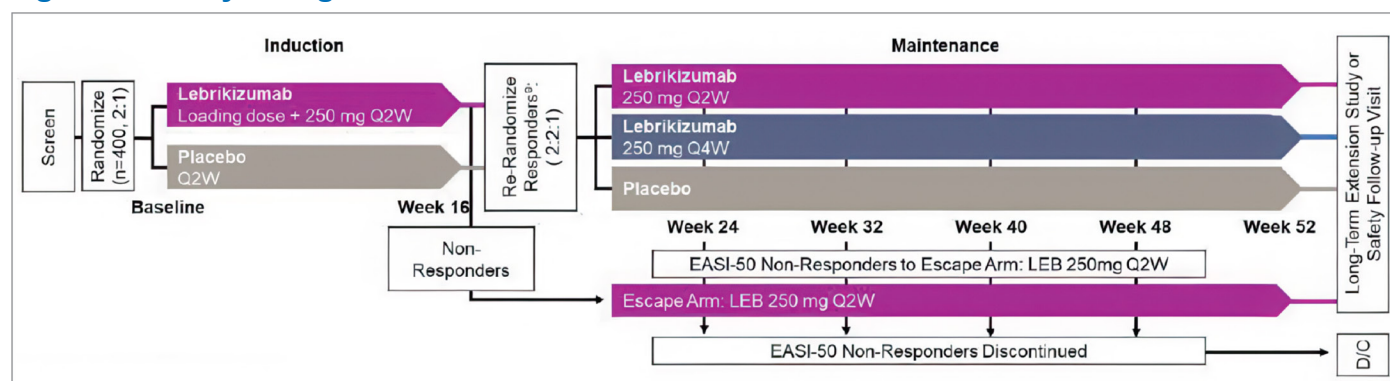 Induction
Maintenance
Screen
Randomize
(n=400, 2:1)
Lebrikizumab
Loading dose + 250 mg Q2W
Placebo
Q2W
Baseline
Week 16
Non-
Responders
Re-Randomize
Responders
(2:2:1)
Lebrikizumab
250 mg Q2W
Lebrikizumab
250 mg Q4W
Placebo
Week 24
Week 32
Week 40
Week 48
Week 52
EASI-50 Non-Responders to Escape Arm: LEB 250mg Q2W
Escape Arm: LEB 250 mg Q2W
EASI-50 Non-Responders Discontinued
Long-Term Extension Study or
Safety Follow-up Visit
D/C